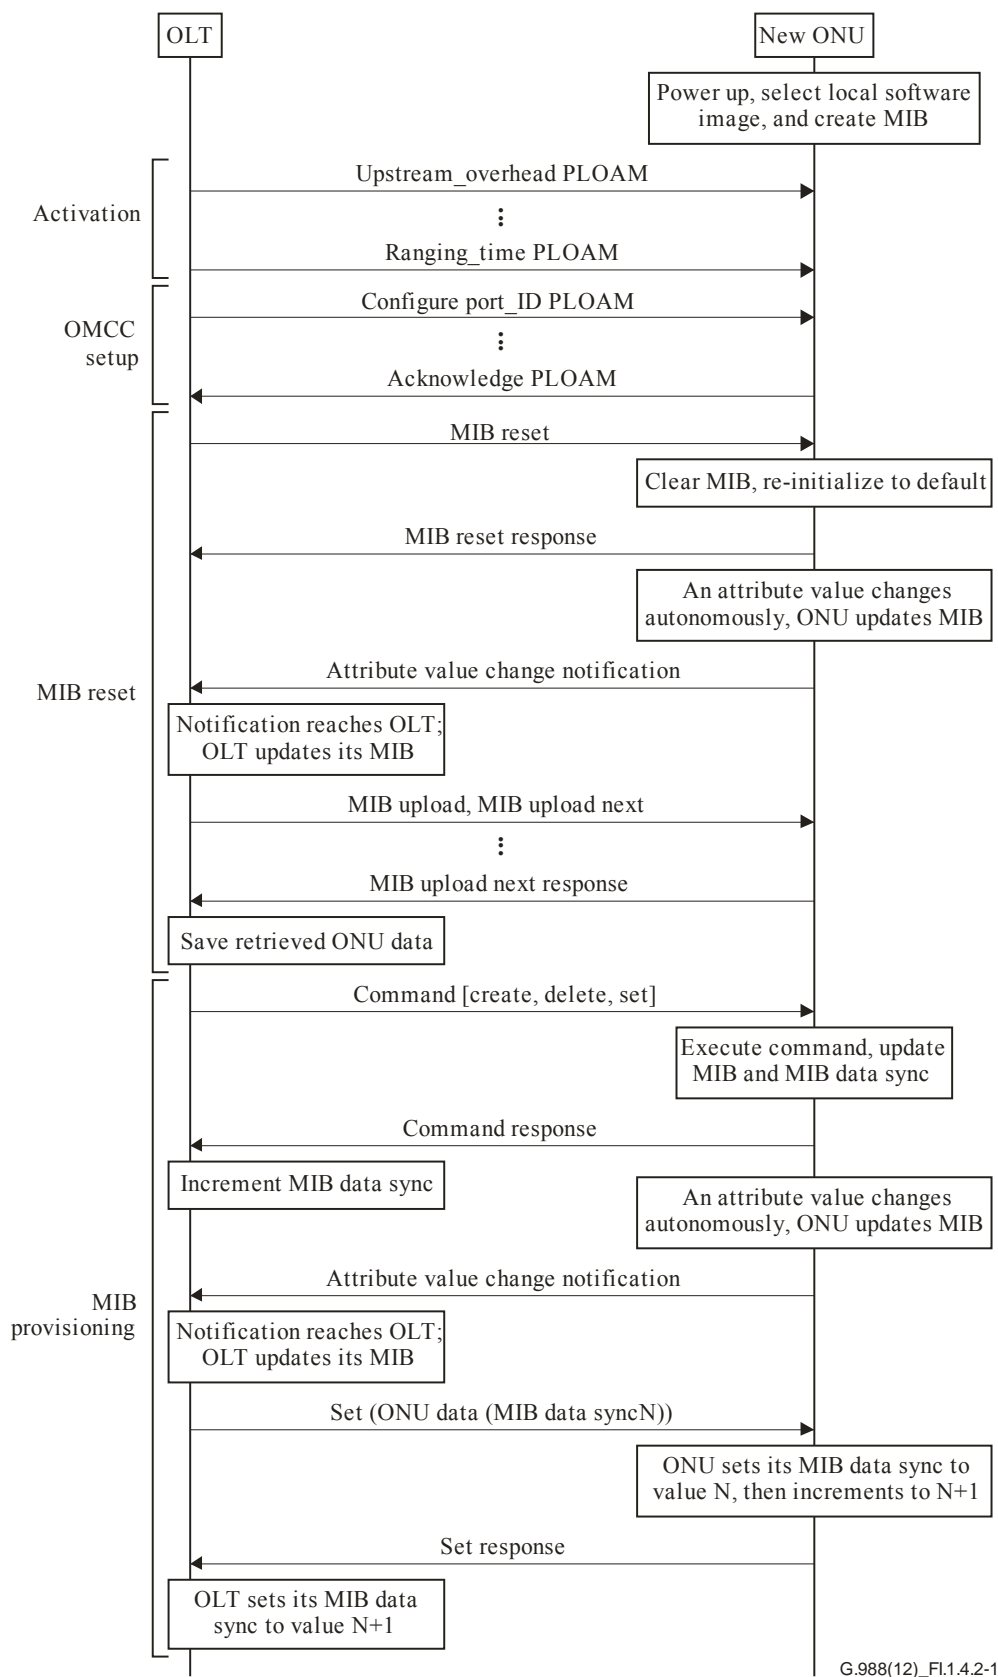 OLT
New ONU
Power up, select local software
image, and create MIB
Upstream_overhead PLOAM
Activation
Ranging_time PLOAM
Configure port_ID PLOAM
OMCC
setup
Acknowledge PLOAM
MIB reset
Clear MIB, re-initialize to default
MIB reset response
An attribute value changes
autonomously, ONU updates MIB
Attribute value change notification
MIB reset
Notification reaches OLT;
OLT updates its MIB
MIB upload, MIB upload next
MIB upload next response
Save retrieved ONU data
Command [create, delete, set]
Execute command, update
MIB and MIB data sync
Command response
Increment MIB data sync
An attribute value changes
autonomously, ONU updates MIB
Attribute value change notification
MIB
provisioning
Notification reaches OLT;
OLT updates its MIB
Set (ONU data (MIB data syncN))
ONU sets its MIB data sync to
value N, then increments to N+1
Set response
OLT sets its MIB data
sync to value N+1
G.988(12)_FI.1.4.2-1